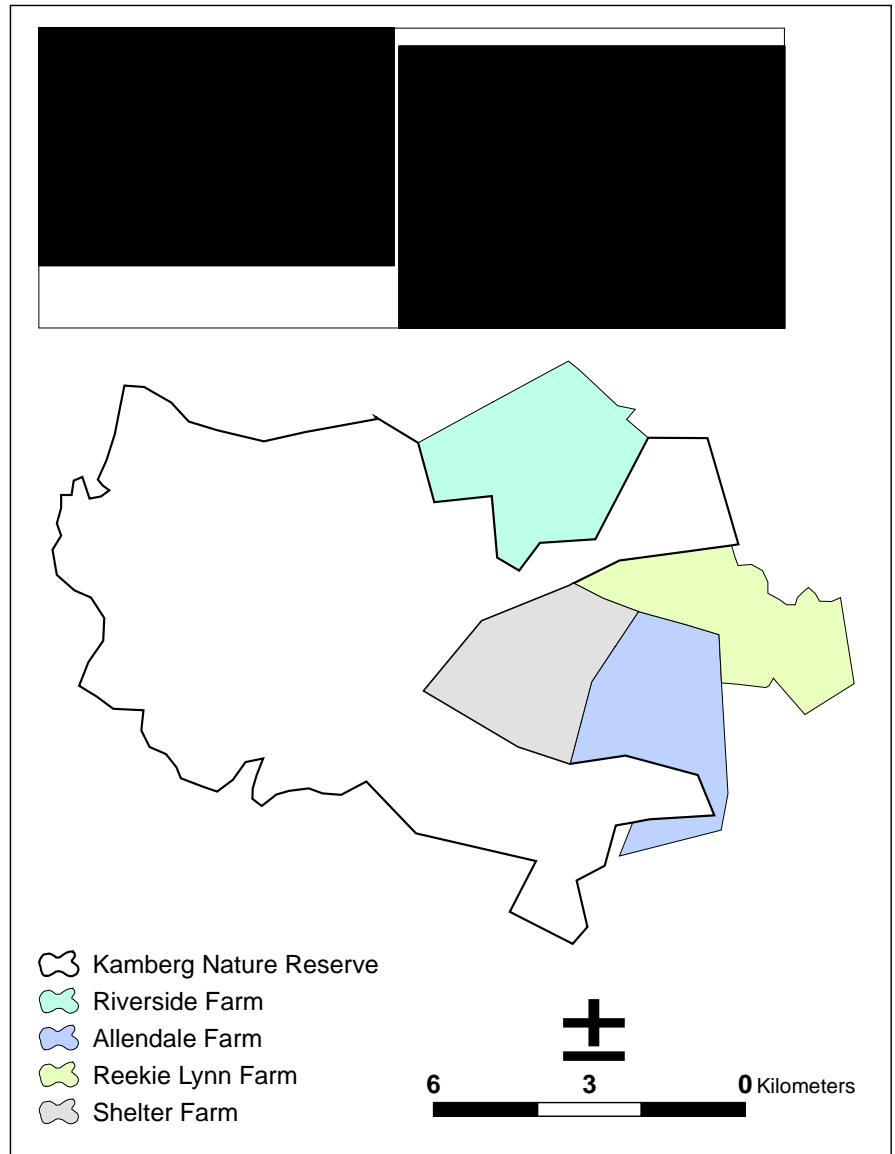 Kamberg Nature Reserve
Riverside Farm
Allendale Farm
Reekie Lynn Farm
Shelter Farm
±
6 3 0 Kilometers